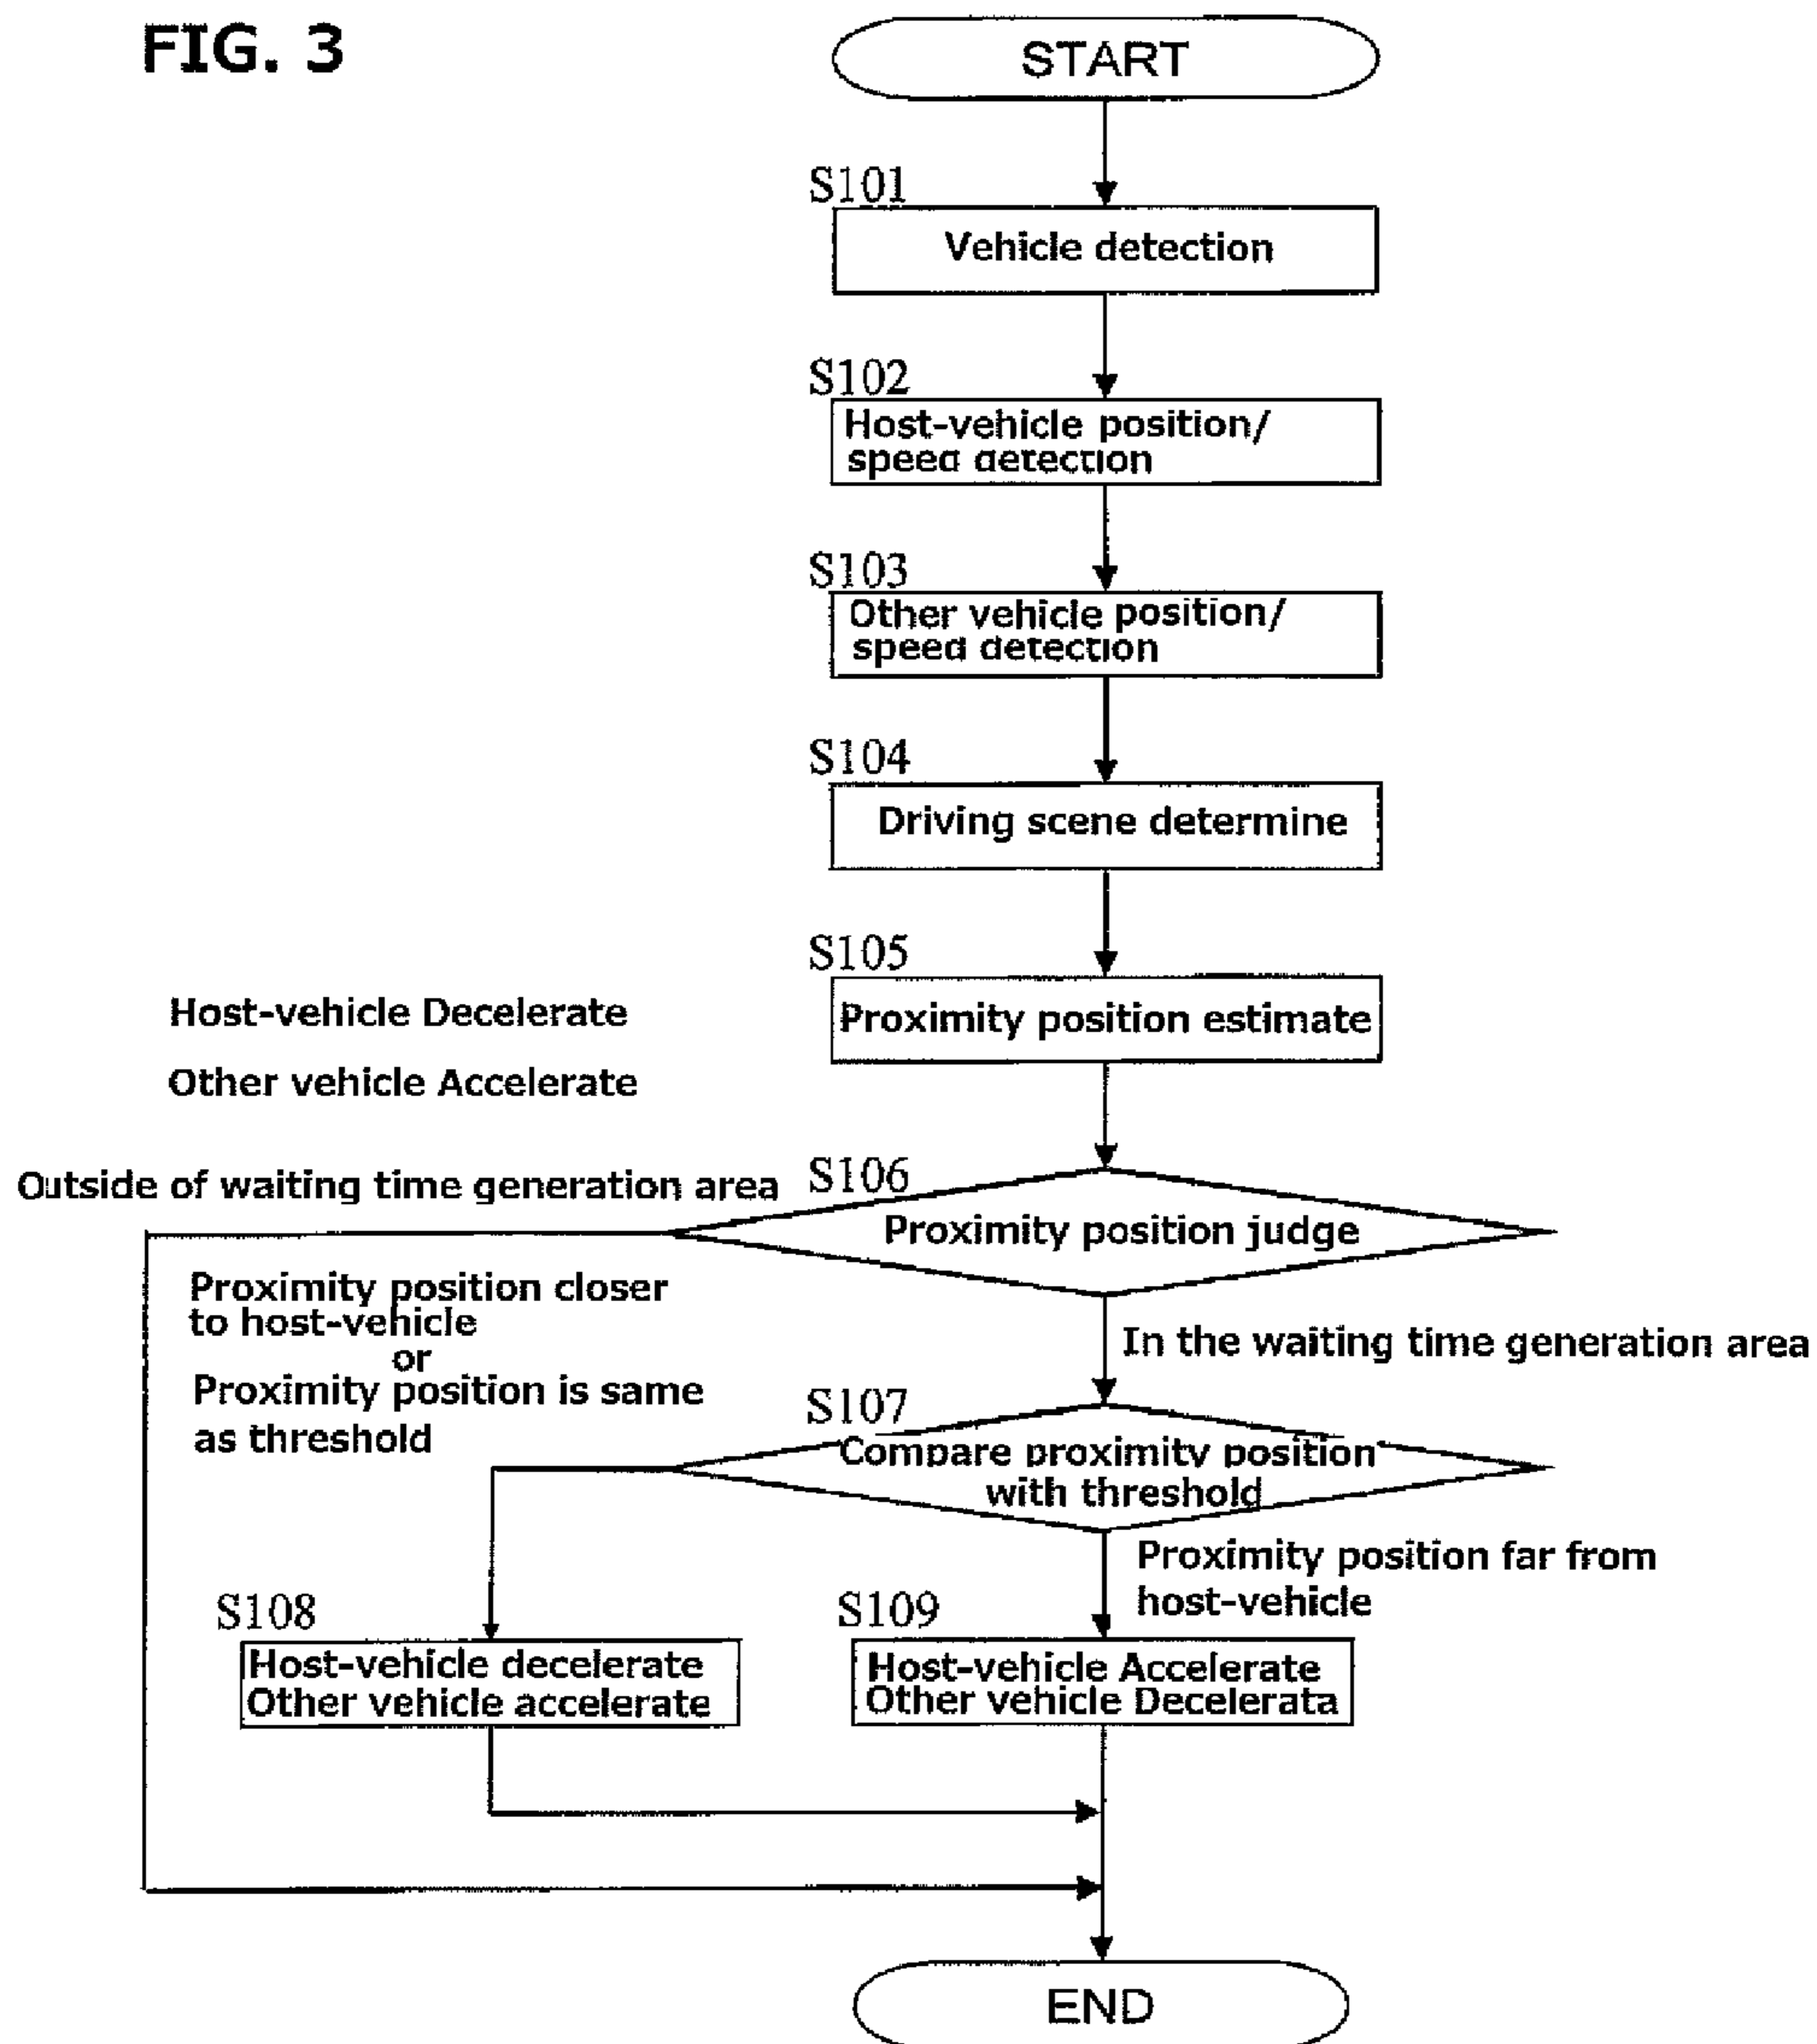 FIG. 3
START
S101
Vehicle detection
S102
Host-vehicle position/
speed detection
S103
Other vehicle position/
speed detection
S104
Driving scene determine
S105
Proximity position estimate
Host-vehicle Decelerate
Other vehicle Accelerate
Outside of waiting time generation area
S106
Proximity position judge
Proximity position closer
to host-vehicle
or
Proximity position is same
as threshold
In the waiting time generation area
S107
Compare proximity position
with threshold
Proximity position far from
host-vehicle
S108
Host-vehicle decelerate
Other vehicle accelerate
S109
Host-vehicle Accelerate
Other vehicle Decelerata
END